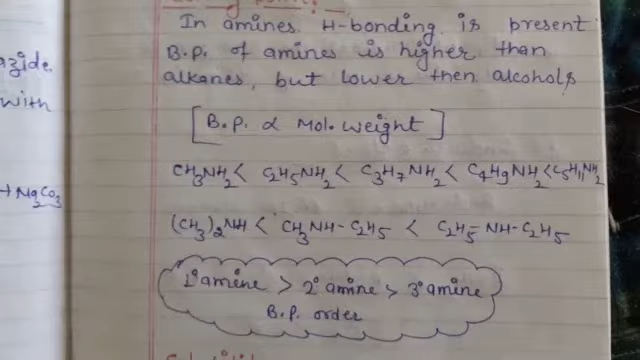 In amines H-bonding is present
B.P. of amines is higher than
alkanes, but lower then alcohols
[B.P. ∝ Mol. weight]
CH3NH2 < C2H5NH2 < C3H7NH2 < C4H9NH2 < C5H11NH2
(CH3)2NH < CH3NH-C2H5 < C2H5-NH-C2H5
1° amine > 2° amine > 3° amine
B.P. order
azide
with